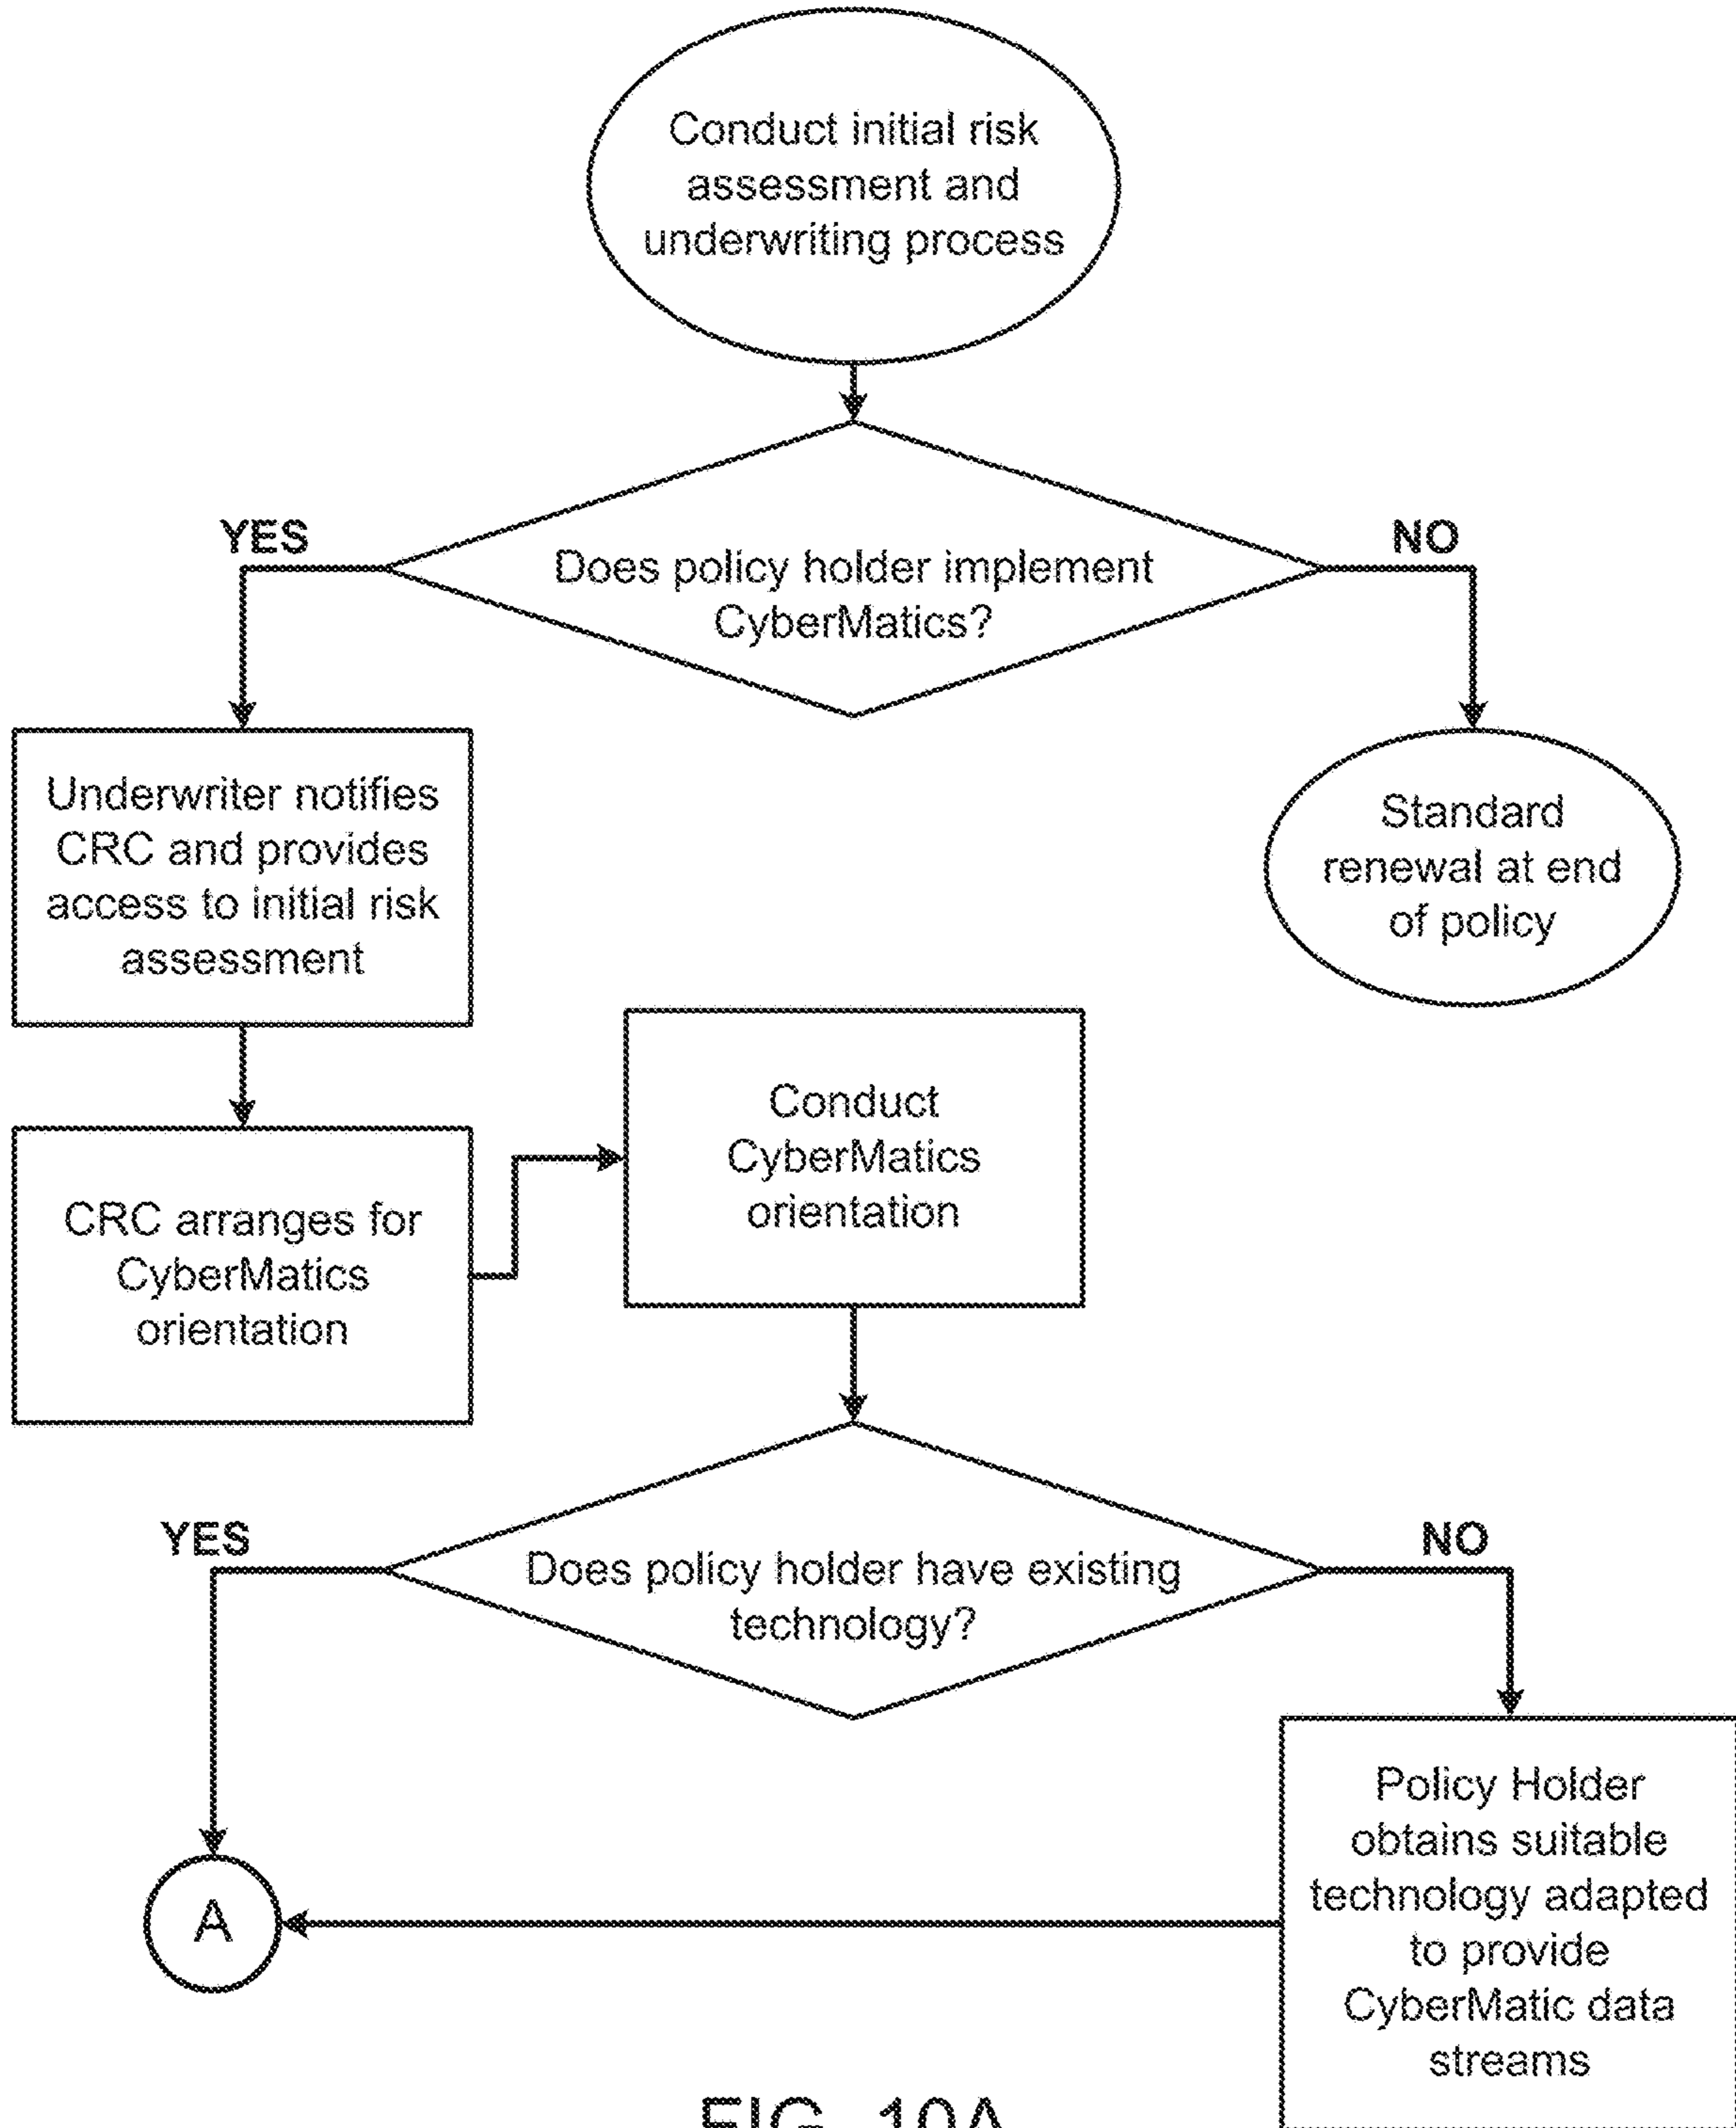 Conduct initial risk
assessment and
underwriting process
YES
NO
Does policy holder implement
CyberMatics?
Underwriter notifies
CRC and provides
access to initial risk
assessment
Standard
renewal at end
of policy
CRC arranges for
CyberMatics
orientation
Conduct
CyberMatics
orientation
YES
NO
Does policy holder have existing
technology?
A
Policy Holder
obtains suitable
technology adapted
to provide
CyberMatic data
streams
FIG. 10A